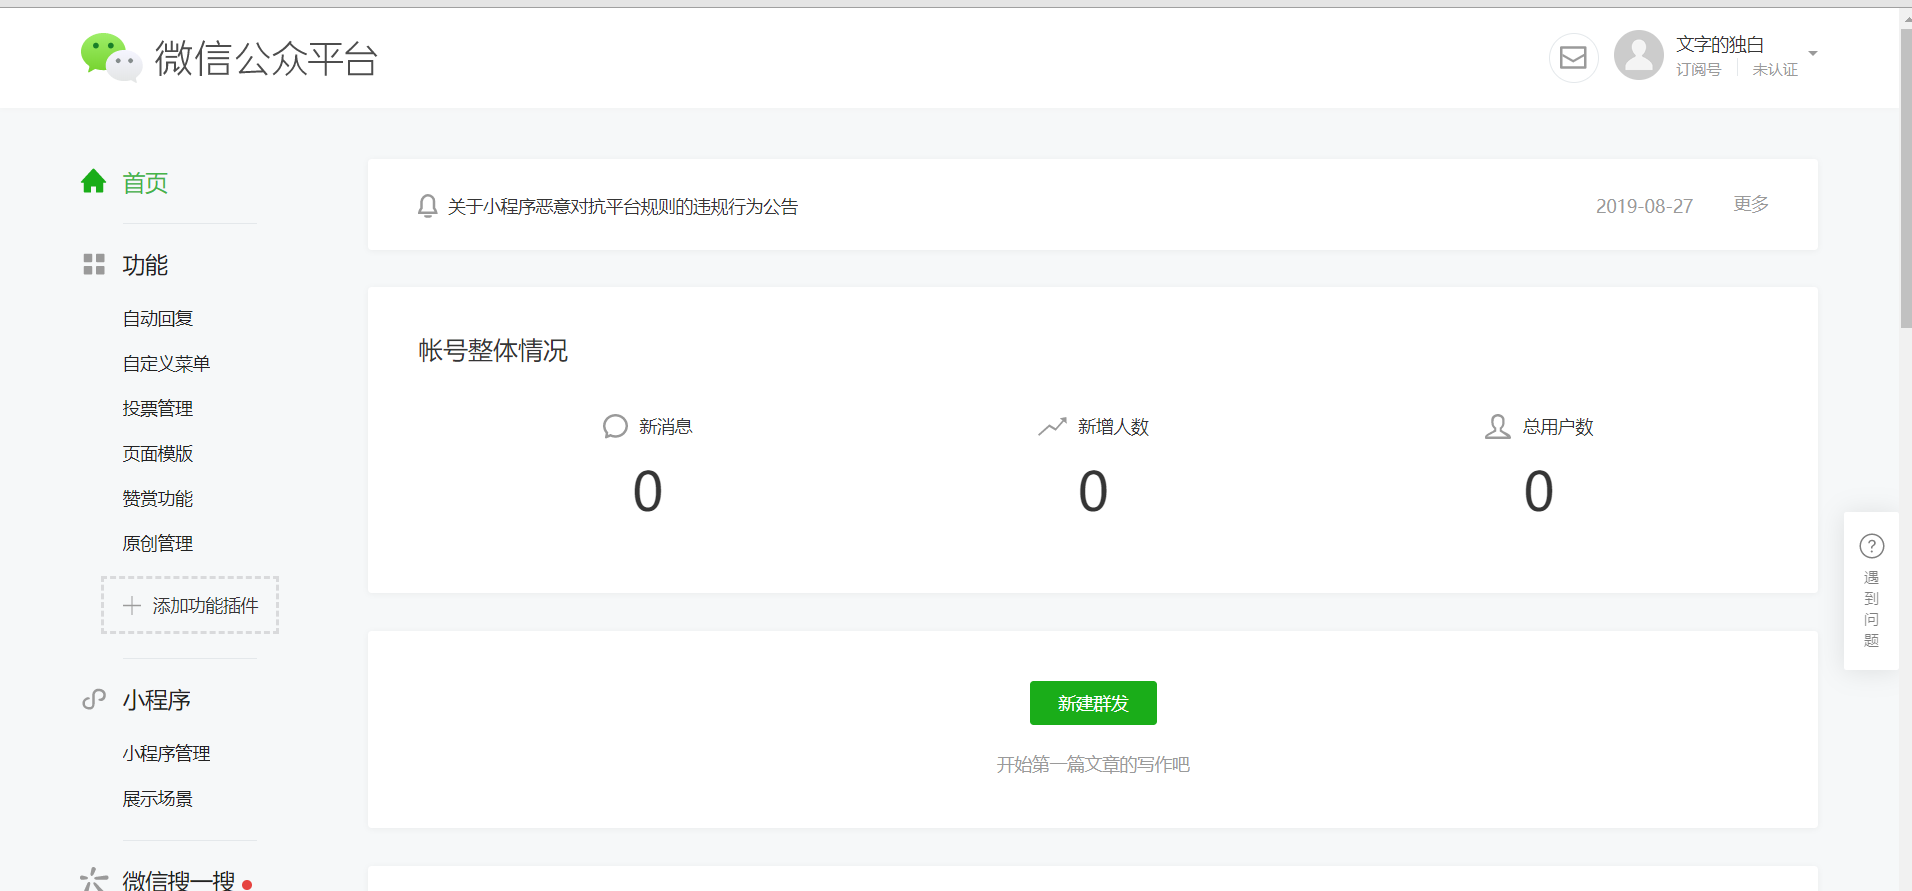 微信公众平台
文字的独白
订阅号 未认证
首页
关于小程序恶意对抗平台规则的违规行为公告 2019-08-27 更多
功能
自动回复
自定义菜单
投票管理
页面模版
赞赏功能
原创管理
添加功能插件
小程序
小程序管理
展示场景
微信搜一搜
帐号整体情况
新消息 新增人数 总用户数
0 0 0
新建群发
开始第一篇文章的写作吧
?
遇
到
问
题